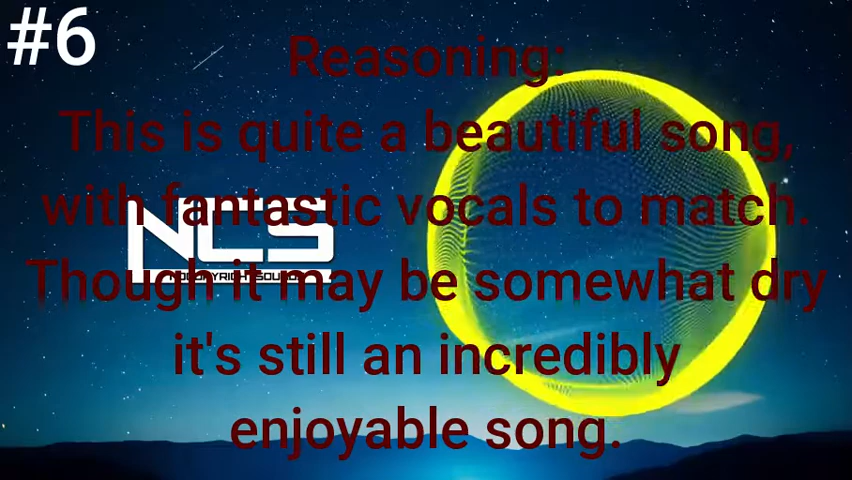 #6
Reasoning:
This is quite a beautiful song,
with fantastic vocals to match.
NCS
Though it may be somewhat dry
NOCOPYRIGHTSOUNDS
it's still an incredibly
enjoyable song.